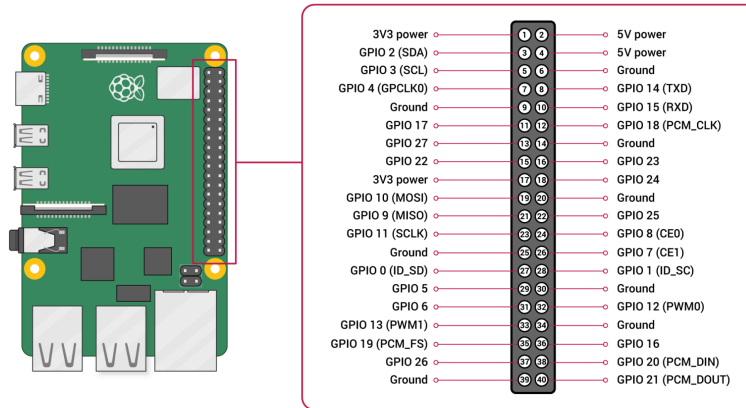 3V3 power 1 2 5V power
GPIO 2 (SDA) 3 4 5V power
GPIO 3 (SCL) 5 6 Ground
GPIO 4 (GPCLK0) 7 8 GPIO 14 (TXD)
Ground 9 10 GPIO 15 (RXD)
GPIO 17 11 12 GPIO 18 (PCM_CLK)
GPIO 27 13 14 Ground
GPIO 22 15 16 GPIO 23
3V3 power 17 18 GPIO 24
GPIO 10 (MOSI) 19 20 Ground
GPIO 9 (MISO) 21 22 GPIO 25
GPIO 11 (SCLK) 23 24 GPIO 8 (CE0)
Ground 25 26 GPIO 7 (CE1)
GPIO 0 (ID_SD) 27 28 GPIO 1 (ID_SC)
GPIO 5 29 30 Ground
GPIO 6 31 32 GPIO 12 (PWM0)
GPIO 13 (PWM1) 33 34 Ground
GPIO 19 (PCM_FS) 35 36 GPIO 16
GPIO 26 37 38 GPIO 20 (PCM_DIN)
Ground 39 40 GPIO 21 (PCM_DOUT)